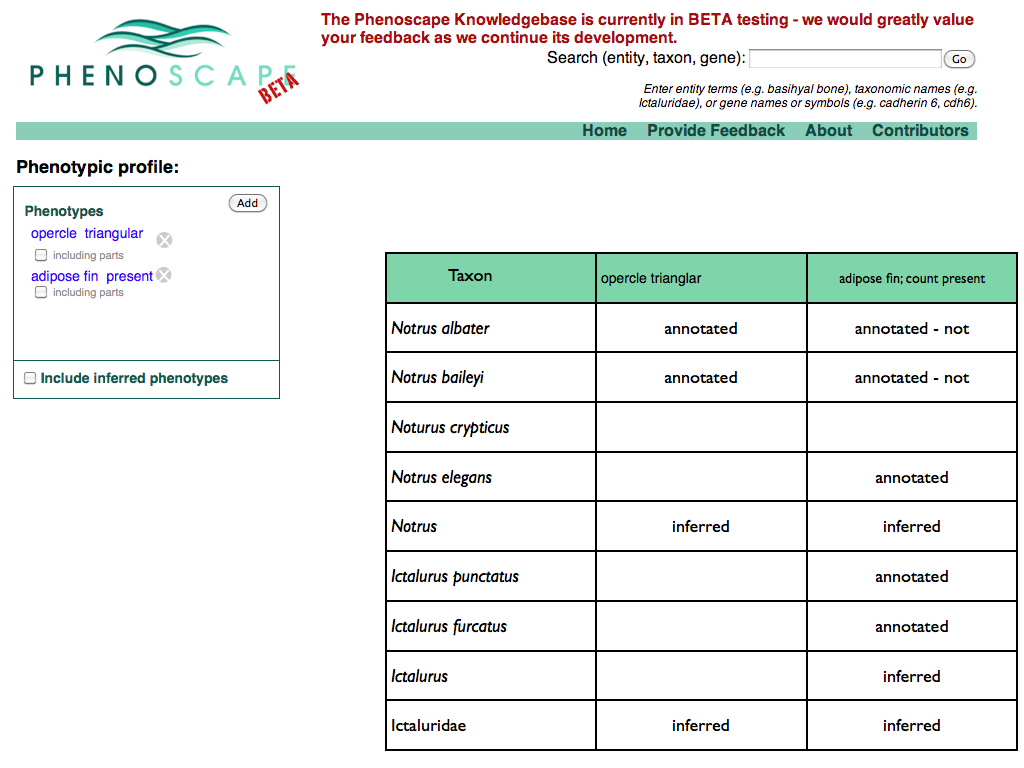 The Phenoscape Knowledgebase is currently in BETA testing - we would greatly value
your feedback as we continue its development.
PHENOSCAPE
BETA
Search (entity, taxon, gene): Go
Enter entity terms (e.g. basihyal bone), taxonomic names (e.g.
Ictaluridae), or gene names or symbols (e.g. cadherin 6, cdh6).
Home Provide Feedback About Contributors
Phenotypic profile:
Phenotypes Add
opercle triangular
including parts
adipose fin present
including parts
Include inferred phenotypes
Taxon opercle trianglar adipose fin; count present
Notrus albater annotated annotated - not
Notrus baileyi annotated annotated - not
Noturus crypticus
Notrus elegans annotated
Notrus inferred inferred
Ictalurus punctatus annotated
Ictalurus furcatus annotated
Ictalurus inferred
Ictaluridae inferred inferred